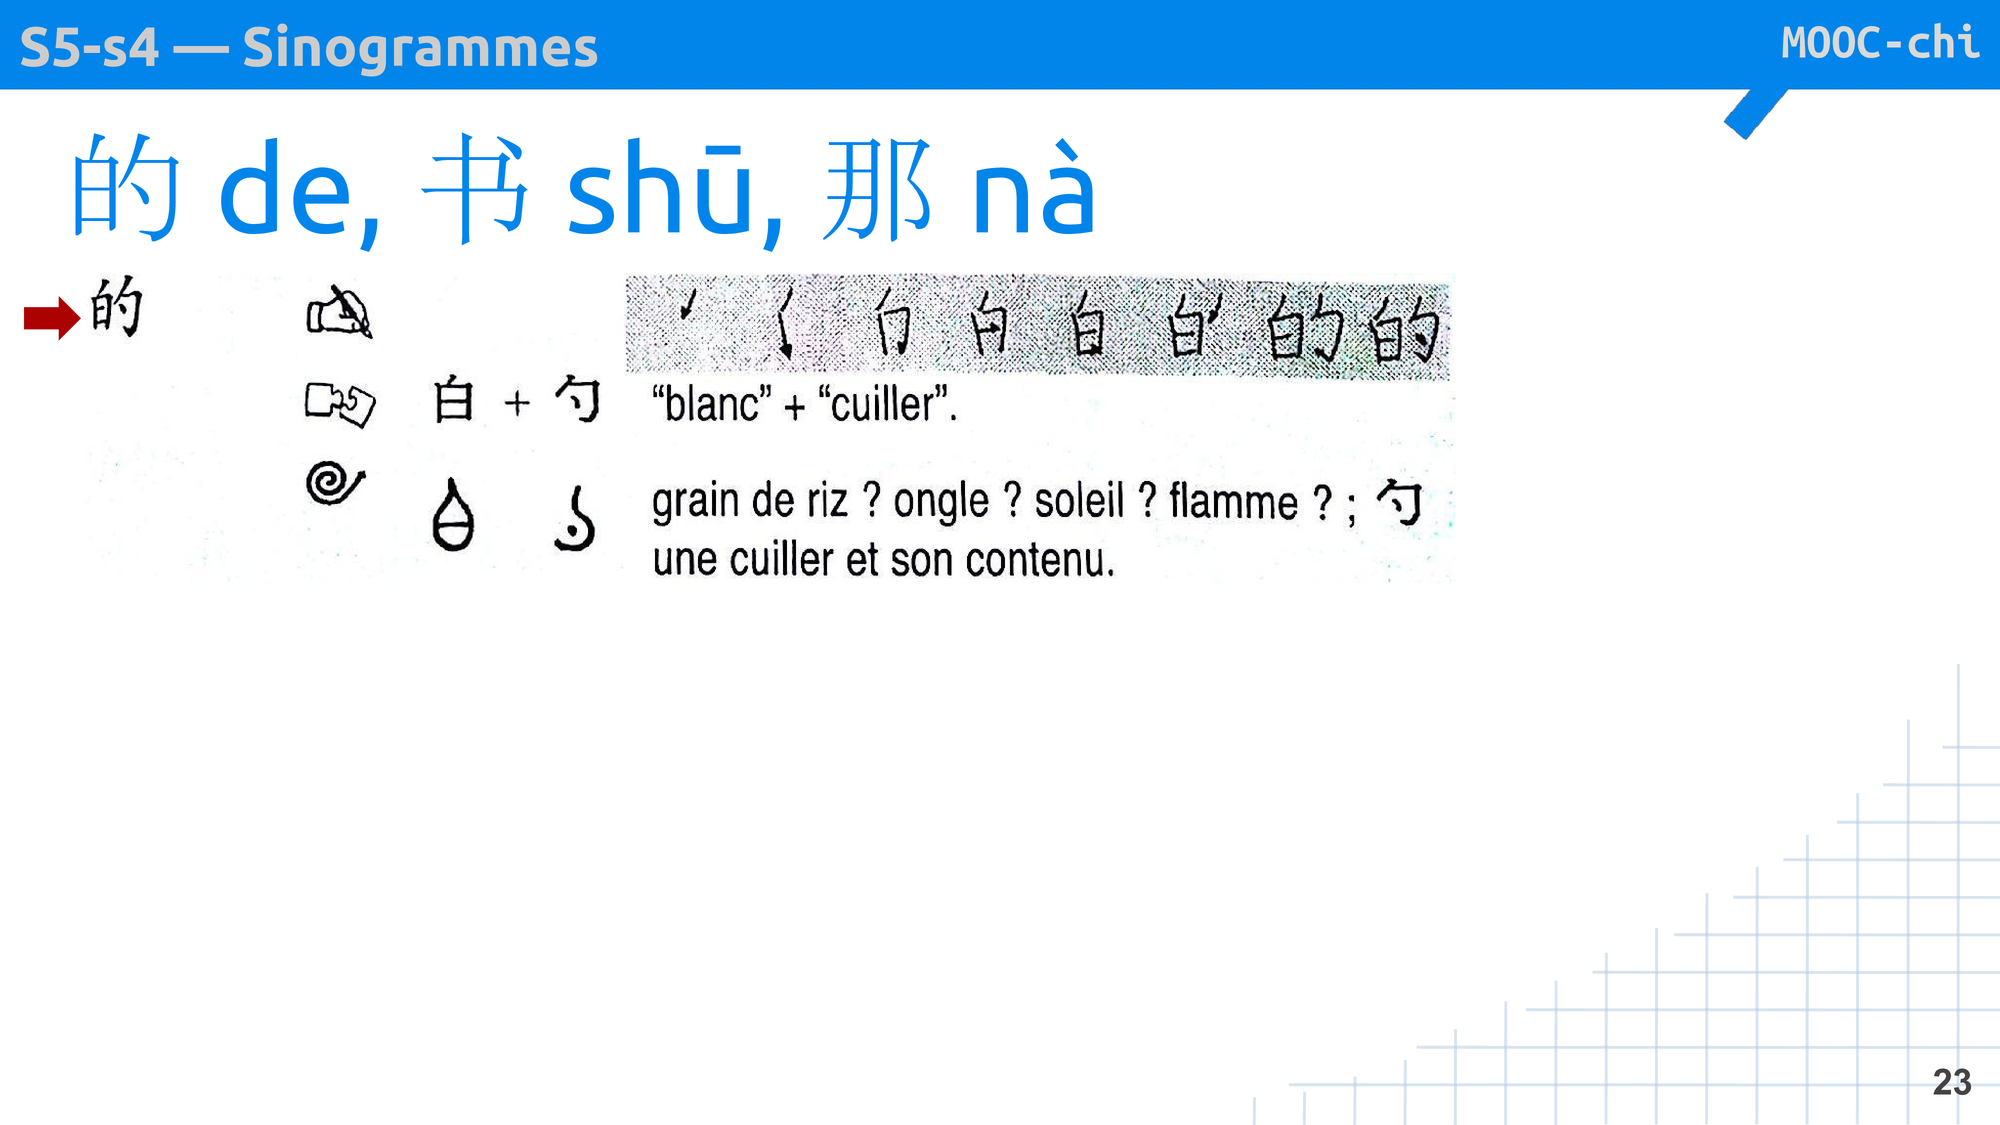 S5-s4 — Sinogrammes
MOOC-chi
的 de, 书 shū, 那 nà
的
白 + 勺 “blanc” + “cuiller”.
grain de riz ? ongle ? soleil ? flamme ? ; 勺
une cuiller et son contenu.
23